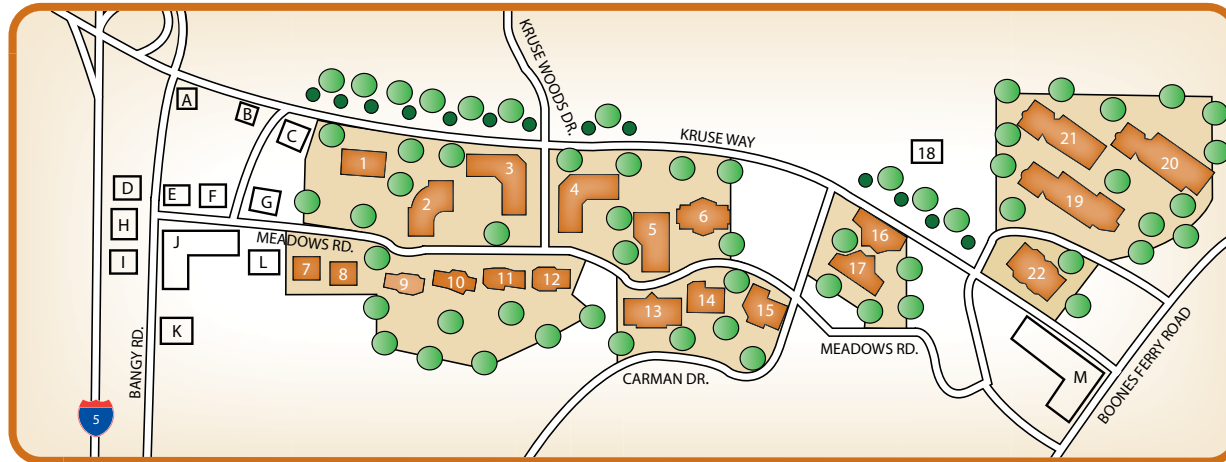 KRUSE WOODS DR.
A
B
C
KRUSE WAY
1
2
3
4
5
6
18
21
20
19
D
E
F
G
H
I
J
MEADOWS RD.
L
7
8
9
10
11
12
16
17
22
13
14
15
K
BANGY RD.
MEADOWS RD.
CARMAN DR.
M
BOONES FERRY ROAD
5